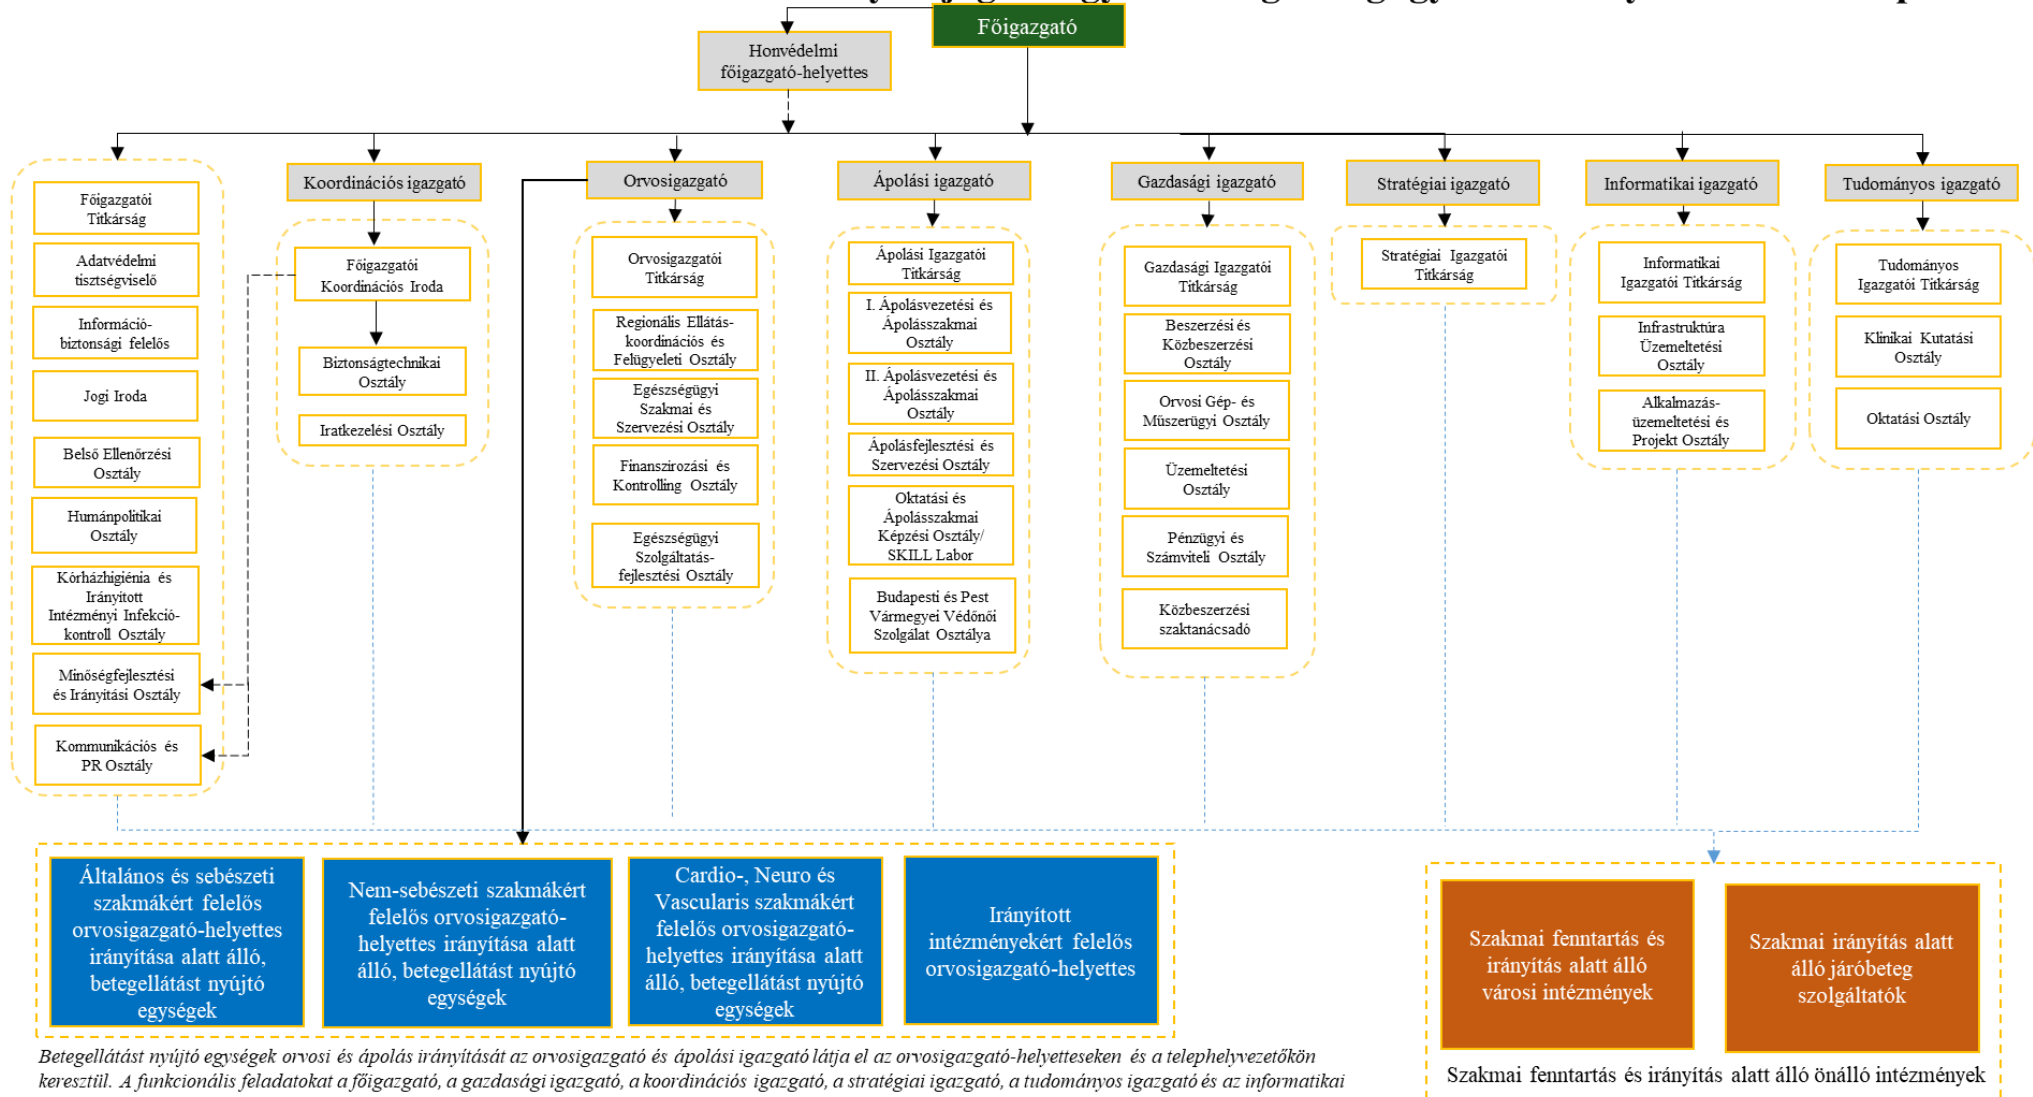 Főigazgató
Honvédelmi
főigazgató-helyettes
Főigazgatói
Titkárság
Adatvédelmi
tisztségviselő
Információ-
biztonsági felelős
Jogi Iroda
Belső Ellenőrzési
Osztály
Humánpolitikai
Osztály
Kórházhigiénia és
Irányított
Intézményi Infekció-
kontroll Osztály
Minőségfejlesztési
és Irányítási Osztály
Kommunikációs és
PR Osztály
Koordinációs igazgató
Főigazgatói
Koordinációs Iroda
Biztonságtechnikai
Osztály
Iratkezelési Osztály
Orvosigazgató
Orvosigazgatói
Titkárság
Regionális Ellátás-
koordinációs és
Felügyeleti Osztály
Egészségügyi
Szakmai és
Szervezési Osztály
Finanszírozási és
Kontrolling Osztály
Egészségügyi
Szolgáltatás-
fejlesztési Osztály
Ápolási igazgató
Ápolási Igazgatói
Titkárság
I. Ápolásvezetési és
Ápolásszakmai
Osztály
II. Ápolásvezetési és
Ápolásszakmai
Osztály
Ápolásfejlesztési és
Szervezési Osztály
Oktatási és
Ápolásszakmai
Képzési Osztály/
SKILL Labor
Budapesti és Pest
Vármegyei Védőnői
Szolgálat Osztálya
Gazdasági igazgató
Gazdasági Igazgatói
Titkárság
Beszerzési és
Közbeszerzési
Osztály
Orvosi Gép- és
Műszerügyi Osztály
Üzemeltetési
Osztály
Pénzügyi és
Számviteli Osztály
Közbeszerzési
szaktanácsadó
Stratégiai igazgató
Stratégiai Igazgatói
Titkárság
Informatikai igazgató
Informatikai
Igazgatói Titkárság
Infrastruktúra
Üzemeltetési
Osztály
Alkalmazás-
üzemeltetési és
Projekt Osztály
Tudományos igazgató
Tudományos
Igazgatói Titkárság
Klinikai Kutatási
Osztály
Oktatási Osztály
Általános és sebészeti
szakmákért felelős
orvosigazgató-helyettes
irányítása alatt álló,
betegellátást nyújtó
egységek
Nem-sebészeti szakmákért
felelős orvosigazgató-
helyettes irányítása alatt
álló, betegellátást nyújtó
egységek
Cardio-, Neuro és
Vascularis szakmákért
felelős orvosigazgató-
helyettes irányítása alatt
álló, betegellátást nyújtó
egységek
Irányított
intézményekért felelős
orvosigazgató-helyettes
Szakmai fenntartás és
irányítás alatt álló
városi intézmények
Szakmai irányítás alatt
álló járóbeteg
szolgáltatók
Betegellátást nyújtó egységek orvosi és ápolás irányítását az orvosigazgató és ápolási igazgató látja el az orvosigazgató-helyetteseken és a telephelyvezetőkön
keresztül. A funkcionális feladatokat a főigazgató, a gazdasági igazgató, a koordinációs igazgató, a stratégiai igazgató, a tudományos igazgató és az informatikai
Szakmai fenntartás és irányítás alatt álló önálló intézmények